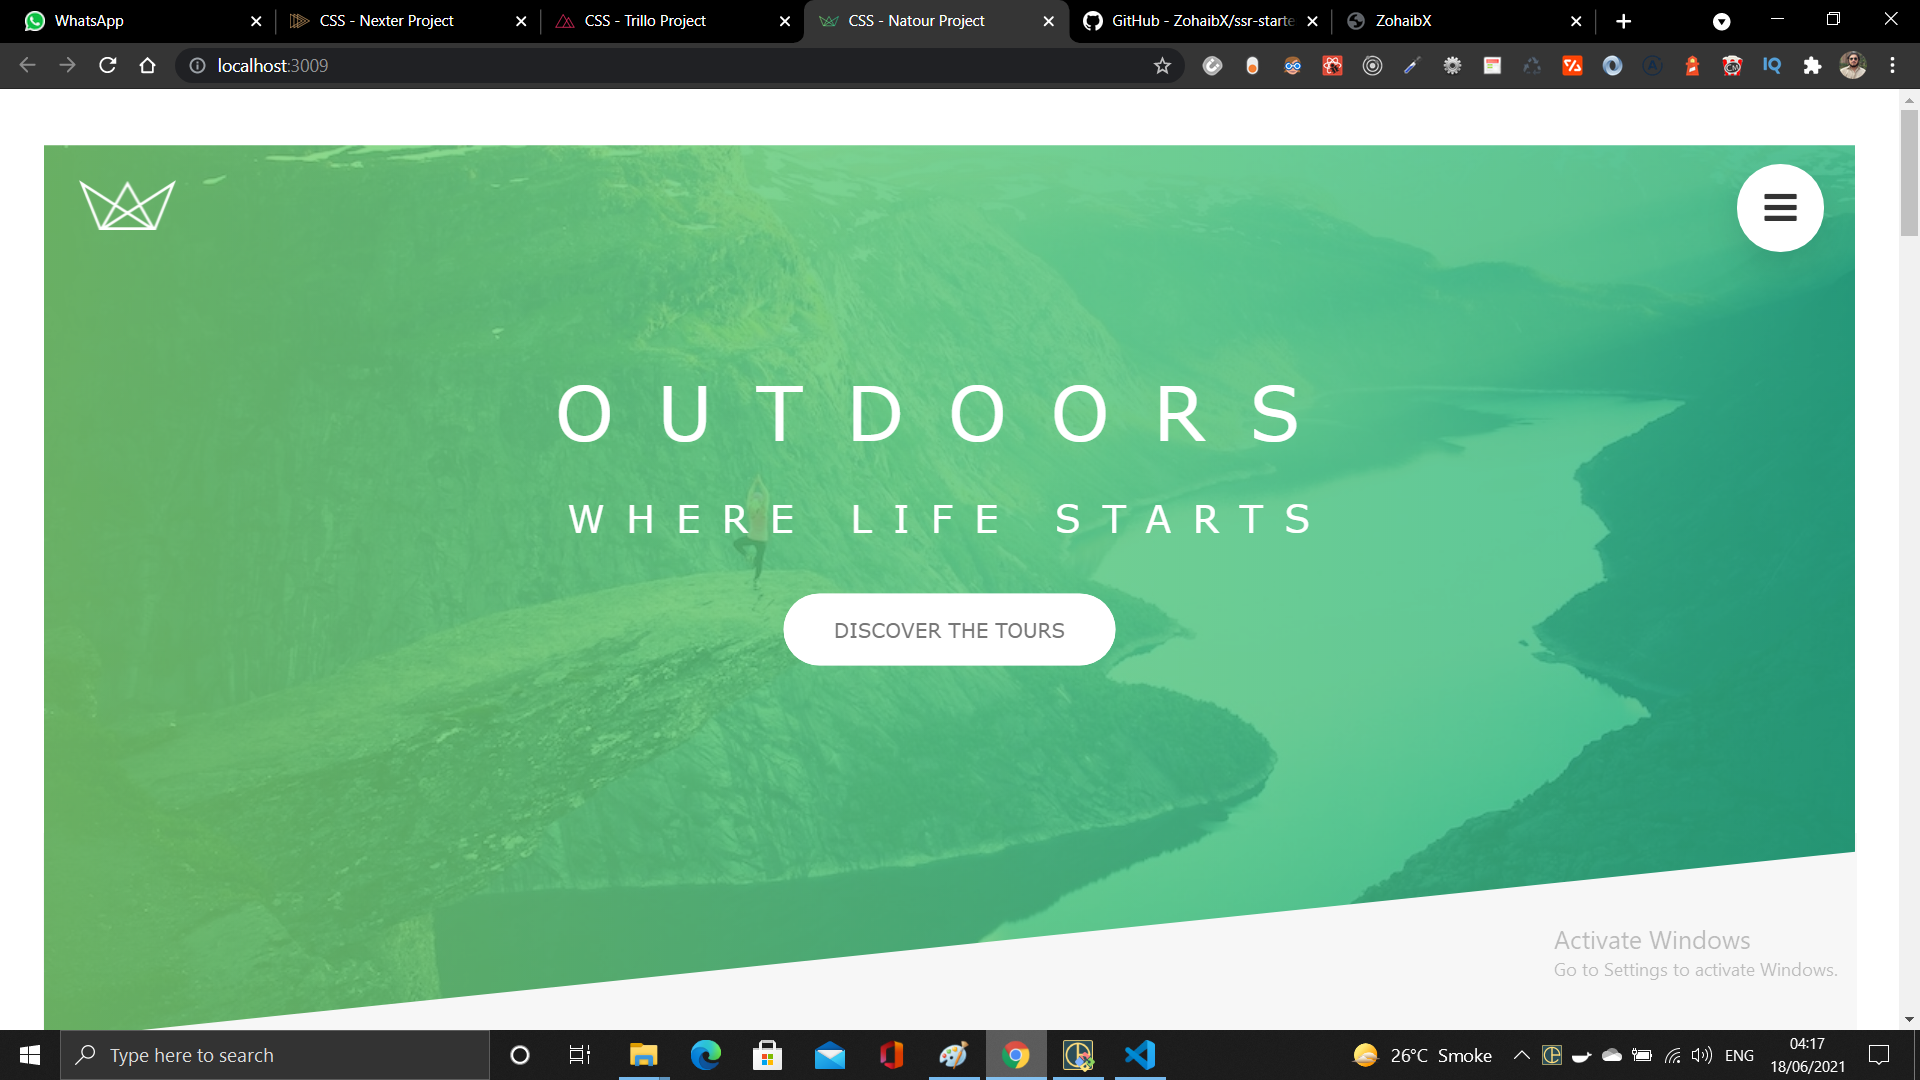 WhatsApp
CSS - Nexter Project
CSS - Trillo Project
CSS - Natour Project
GitHub - ZohaibX/ssr-starte
ZohaibX
localhost:3009
OUTDOORS
WHERE LIFE STARTS
DISCOVER THE TOURS
Activate Windows
Go to Settings to activate Windows.
Type here to search
26°C Smoke
ENG
04:17
18/06/2021